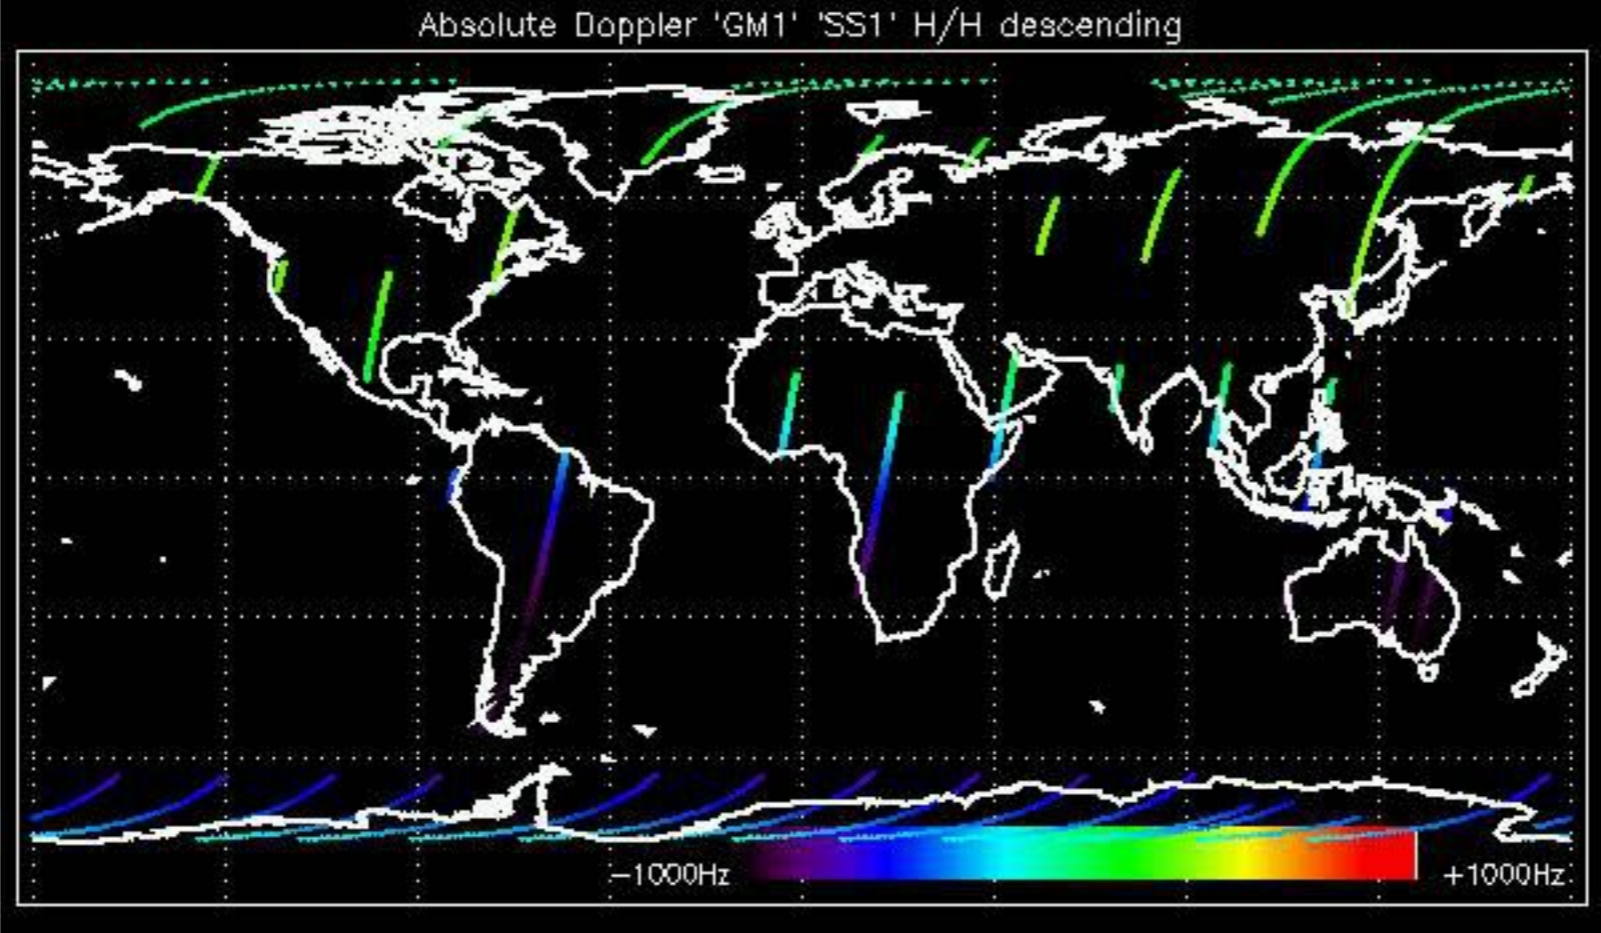 Absolute Doppler 'GM1' 'SS1' H/H descending
−1000Hz +1000Hz